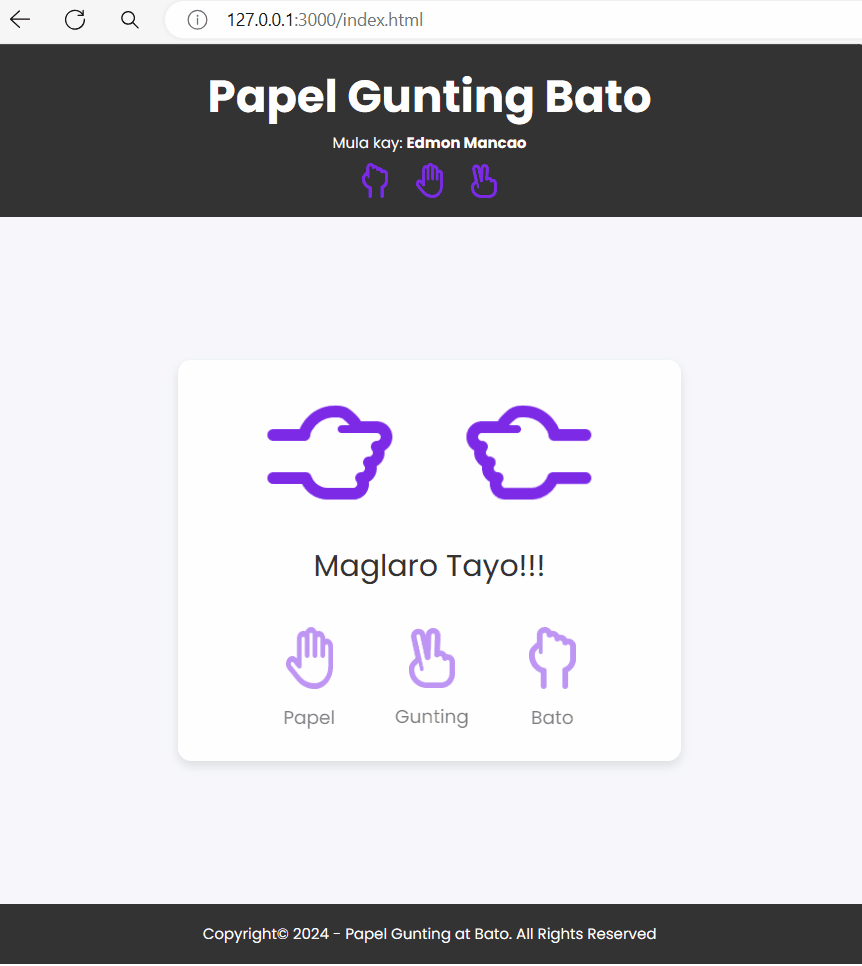 127.0.0.1:3000/index.html
Papel Gunting Bato
Mula kay: Edmon Mancao
Maglaro Tayo!!!
Papel Gunting Bato
Copyright© 2024 - Papel Gunting at Bato. All Rights Reserved